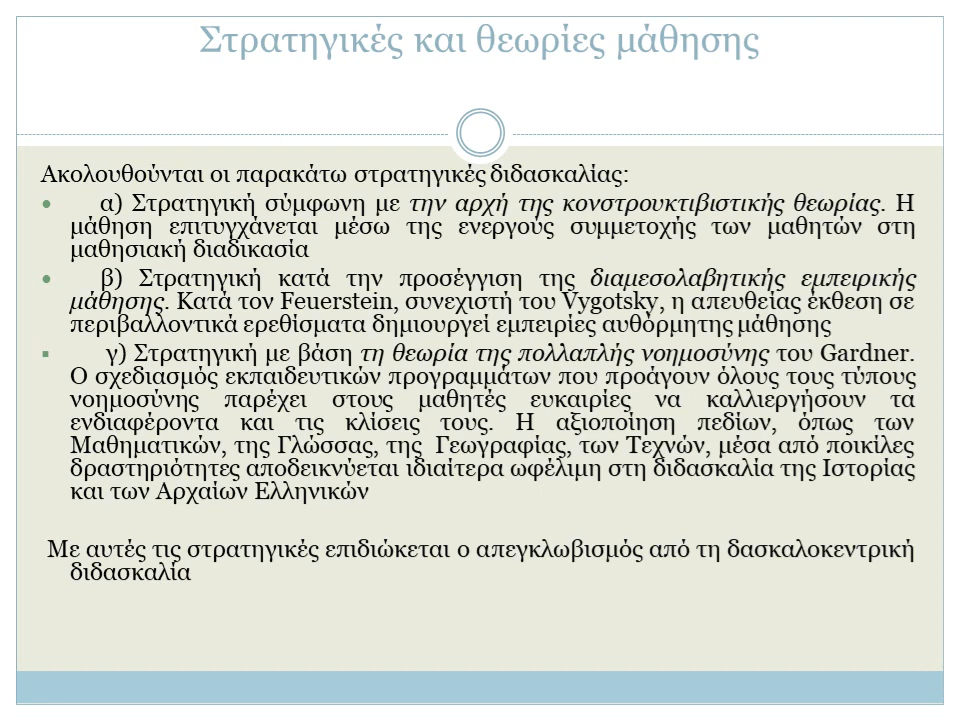 Στρατηγικές και θεωρίες μάθησης
Ακολουθούνται οι παρακάτω στρατηγικές διδασκαλίας:
α) Στρατηγική σύμφωνη με την αρχή της κονστρουκτιβιστικής θεωρίας. Η
μάθηση επιτυγχάνεται μέσω της ενεργούς συμμετοχής των μαθητών στη
μαθησιακή διαδικασία
β) Στρατηγική κατά την προσέγγιση της διαμεσολαβητικής εμπειρικής
μάθησης. Κατά τον Feuerstein, συνεχιστή του Vygotsky, η απευθείας έκθεση σε
περιβαλλοντικά ερεθίσματα δημιουργεί εμπειρίες αυθόρμητης μάθησης
γ) Στρατηγική με βάση τη θεωρία της πολλαπλής νοημοσύνης του Gardner.
Ο σχεδιασμός εκπαιδευτικών προγραμμάτων που προάγουν όλους τους τύπους
νοημοσύνης παρέχει στους μαθητές ευκαιρίες να καλλιεργήσουν τα
ενδιαφέροντα και τις κλίσεις τους. Η αξιοποίηση πεδίων, όπως των
Μαθηματικών, της Γλώσσας, της Γεωγραφίας, των Τεχνών, μέσα από ποικίλες
δραστηριότητες αποδεικνύεται ιδιαίτερα ωφέλιμη στη διδασκαλία της Ιστορίας
και των Αρχαίων Ελληνικών
Με αυτές τις στρατηγικές επιδιώκεται ο απεγκλωβισμός από τη δασκαλοκεντρική
διδασκαλία